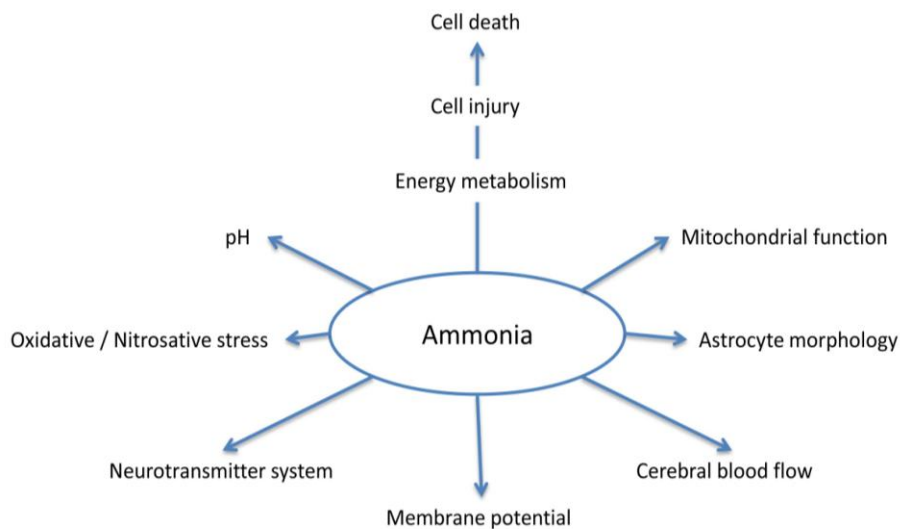 Cell death
Cell injury
Energy metabolism
pH
Mitochondrial function
Ammonia
Oxidative / Nitrosative stress
Astrocyte morphology
Neurotransmitter system
Cerebral blood flow
Membrane potential